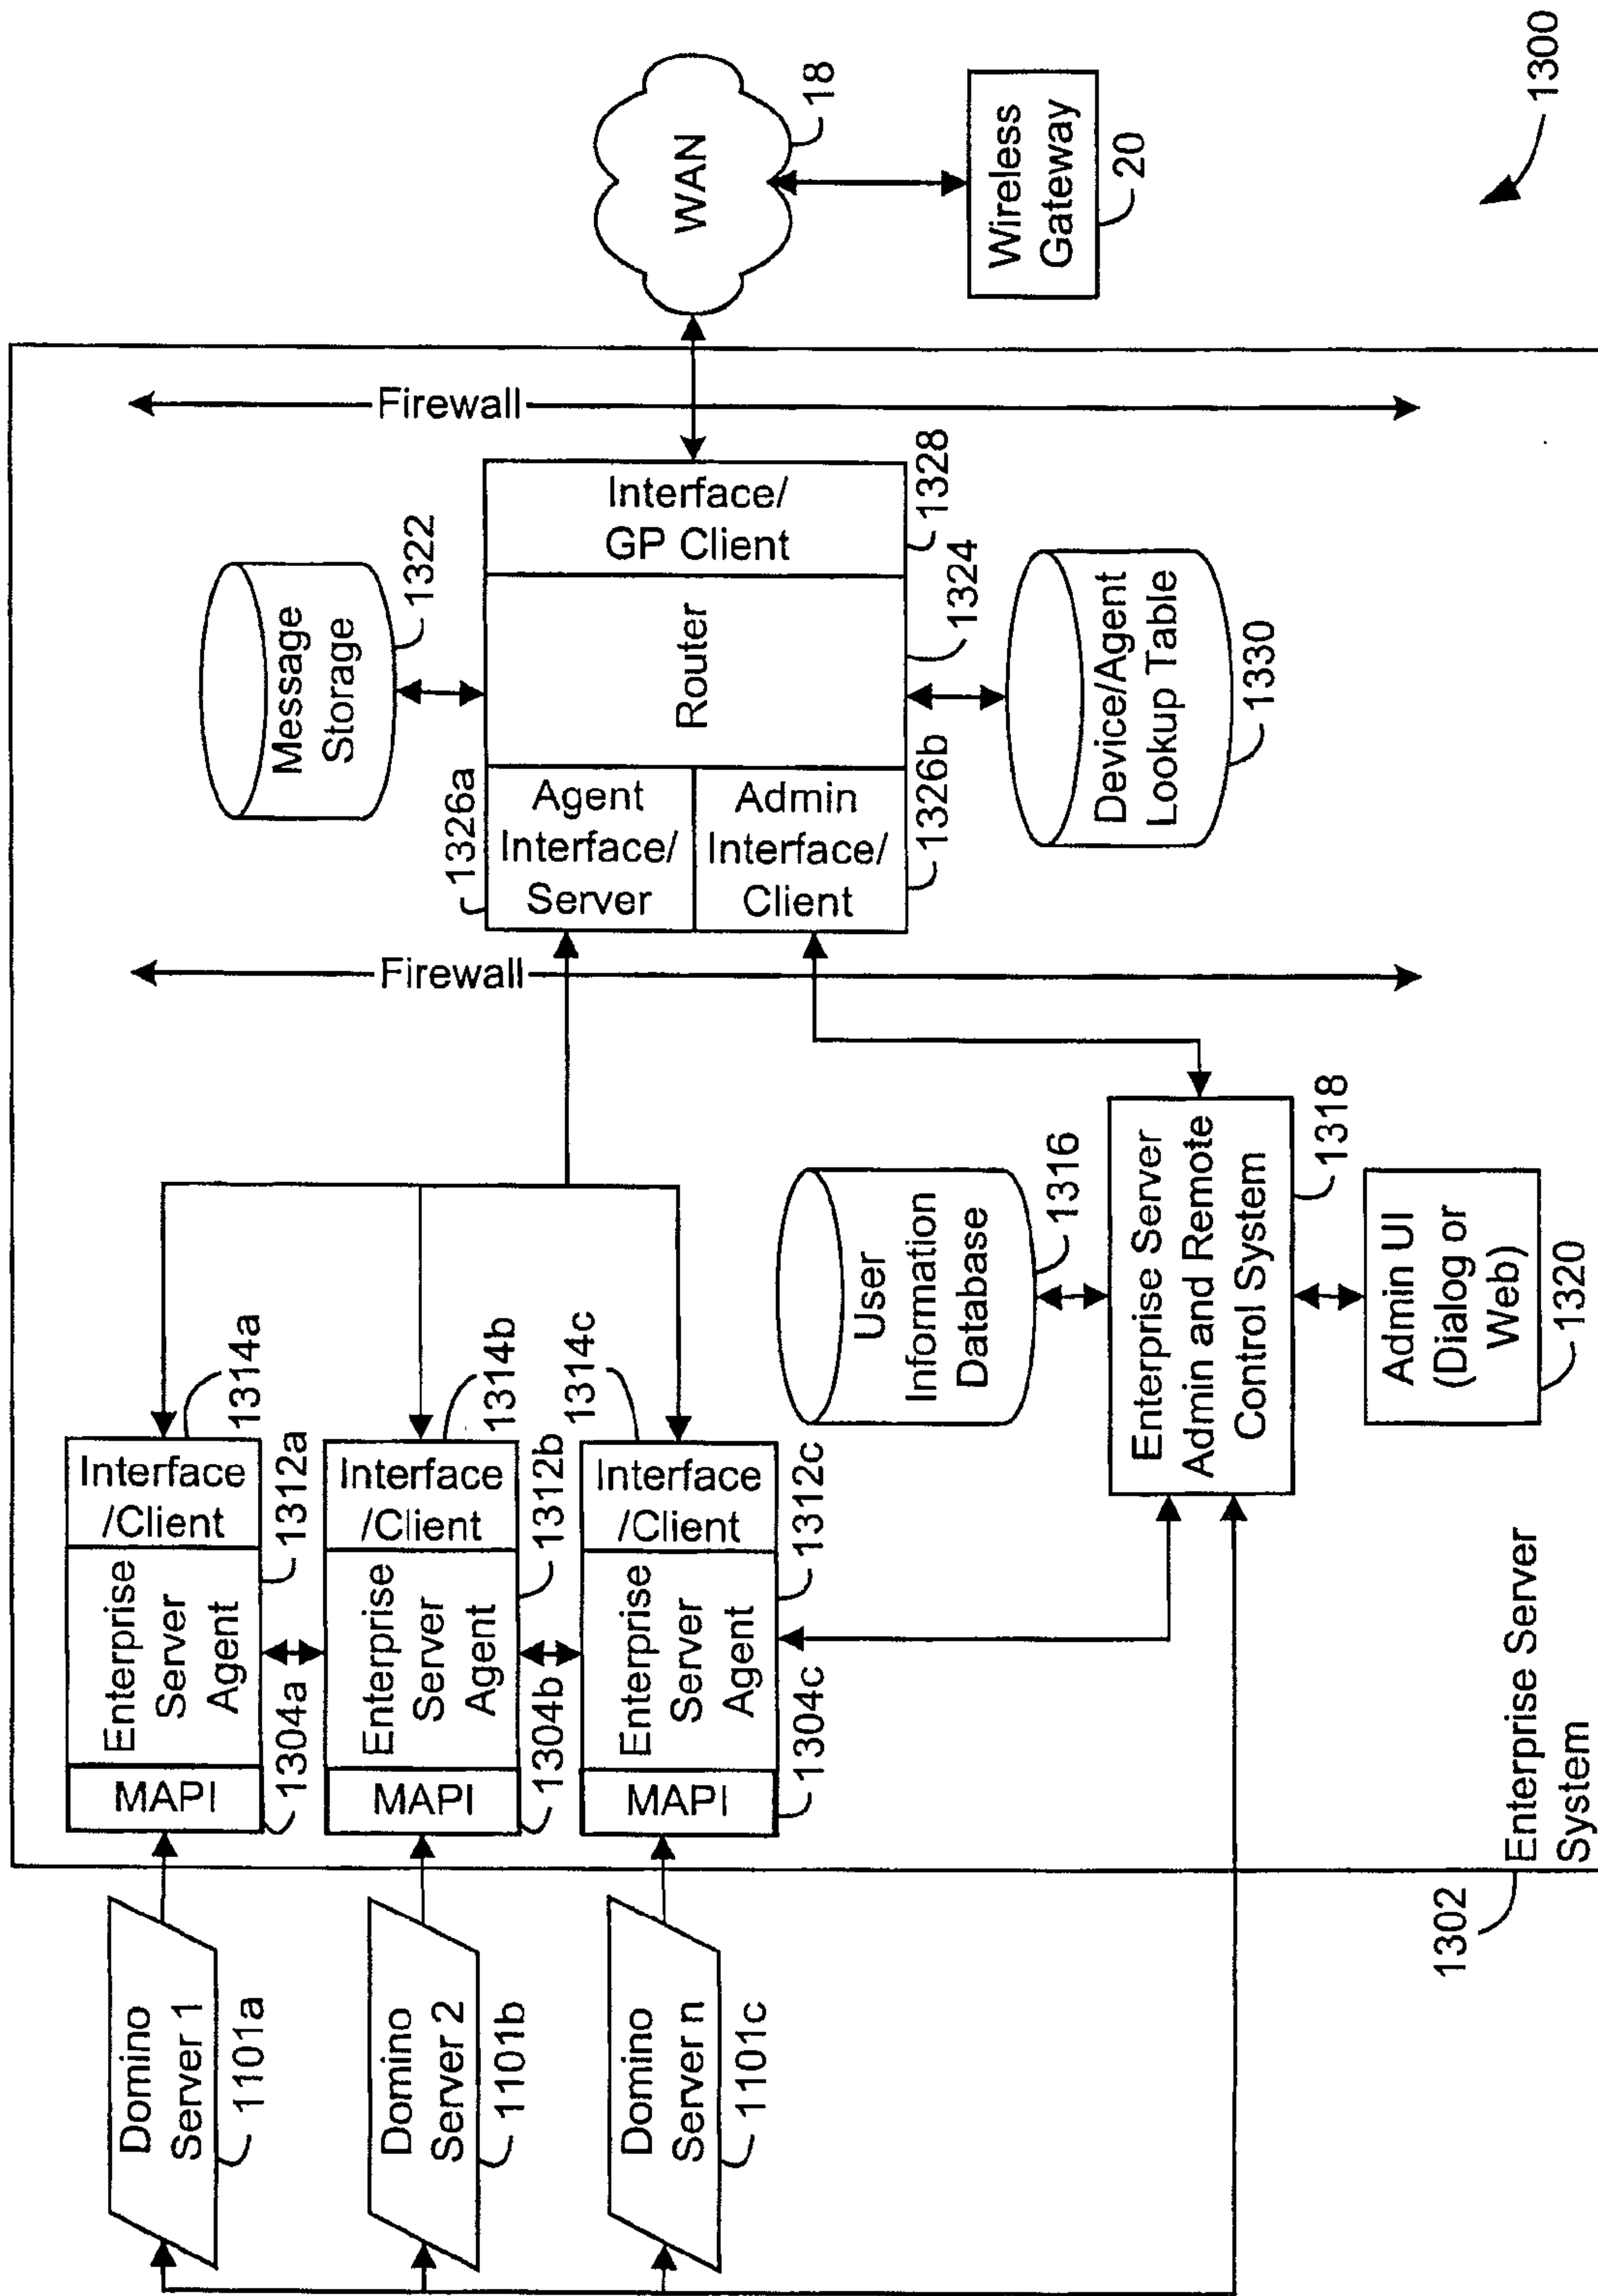 Domino
Server 1
1101a
Domino
Server 2
1101b
Domino
Server n
1101c
MAPI
Enterprise
Server
Agent
Interface
/Client
1304a
1312a
1314a
MAPI
Enterprise
Server
Agent
Interface
/Client
1304b
1312b
1314b
MAPI
Enterprise
Server
Agent
Interface
/Client
1304c
1312c
1314c
User
Information
Database
1316
Enterprise Server
Admin and Remote
Control System
1318
Admin UI
(Dialog or
Web)
1320
Firewall
Message
Storage
1322
1326a
Agent
Interface/
Server
Admin
Interface/
Client
1326b
Router
1324
Interface/
GP Client
1328
Device/Agent
Lookup Table
1330
Firewall
WAN
18
Wireless
Gateway
20
1302
Enterprise Server
System
1300